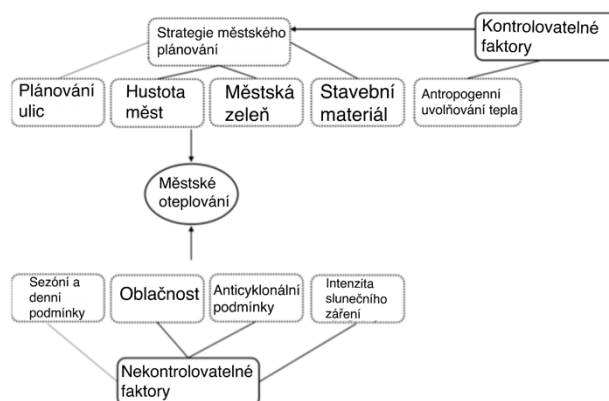 Strategie městského
plánování
Kontrolovatelné
faktory
Plánování
ulic
Hustota
měst
Městská
zeleň
Stavební
materiál
Antropogenní
uvolňování tepla
Městské
oteplování
Sezóní a
denní
podmínky
Oblačnost
Anticyklonální
podmínky
Intenzita
slunečního
záření
Nekontrolovatelné
faktory